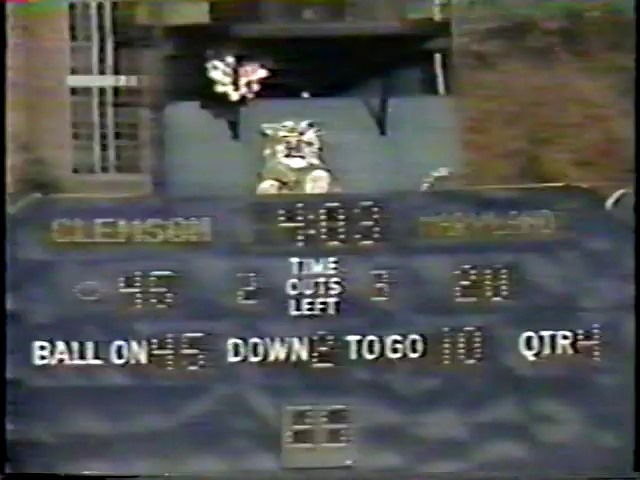 CLEMSON 4:03 MARYLAND
TIME
OUTS
LEFT
45 2 3 20
BALL ON 45 DOWN 2 TO GO 10 QTR 4